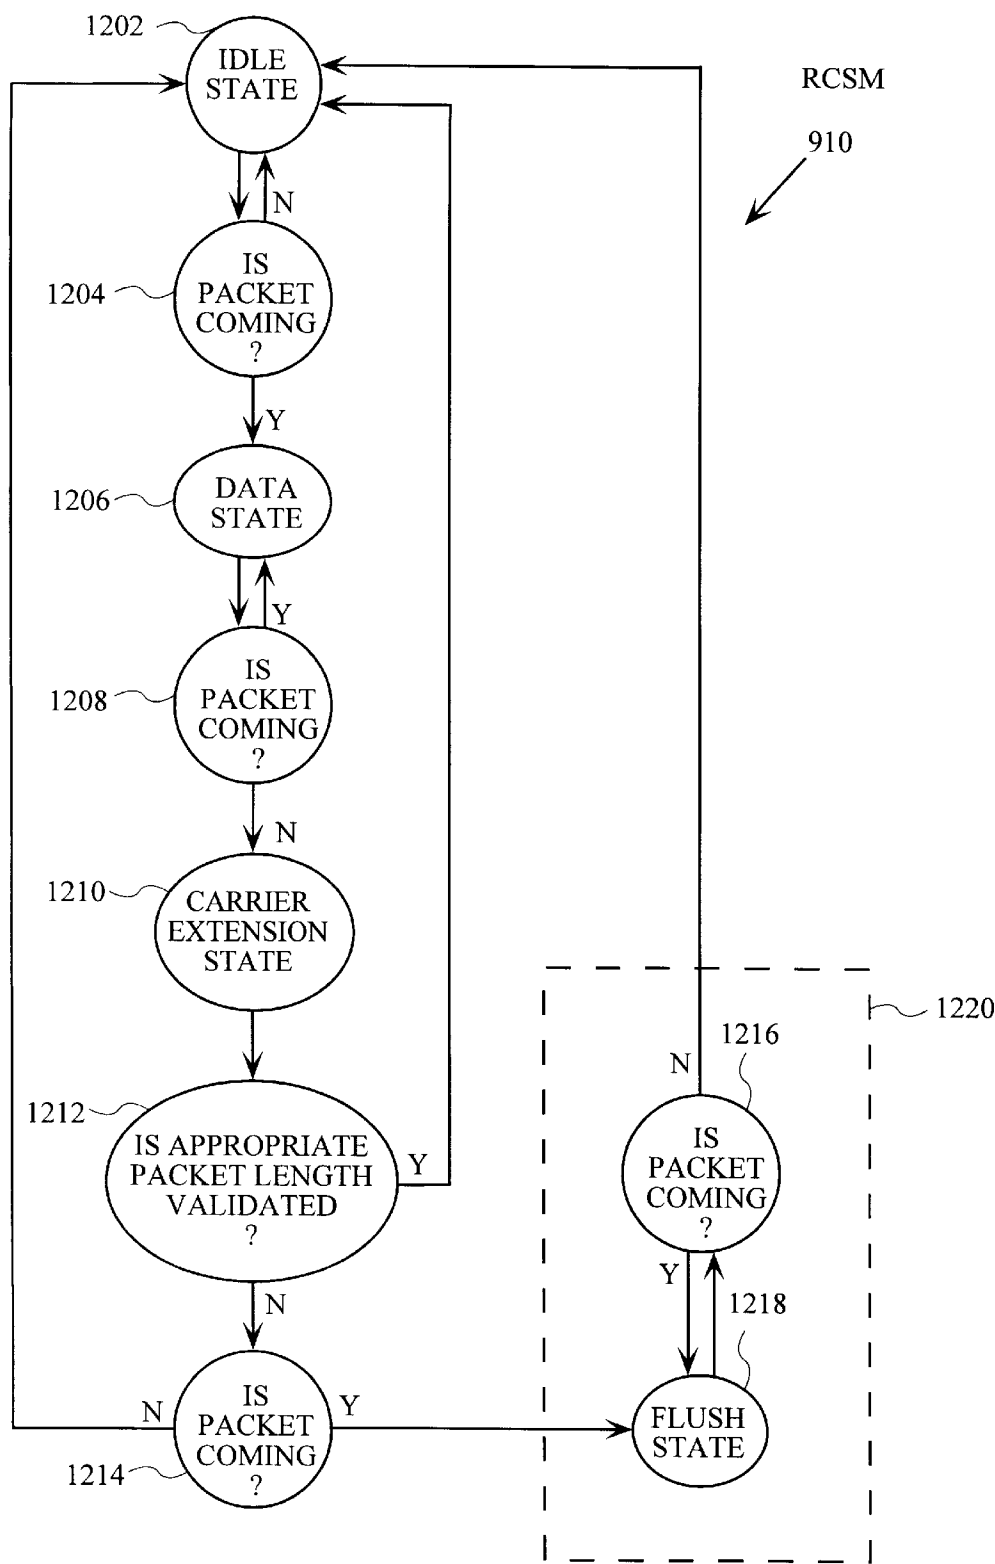 1202
IDLE
STATE
RCSM
910
N
1204
IS
PACKET
COMING
?
Y
1206
DATA
STATE
Y
1208
IS
PACKET
COMING
?
N
1210
CARRIER
EXTENSION
STATE
1220
1216
N
1212
IS APPROPRIATE
PACKET LENGTH
VALIDATED
?
Y
IS
PACKET
COMING
?
N
Y
1218
1214
N
IS
PACKET
COMING
?
Y
FLUSH
STATE